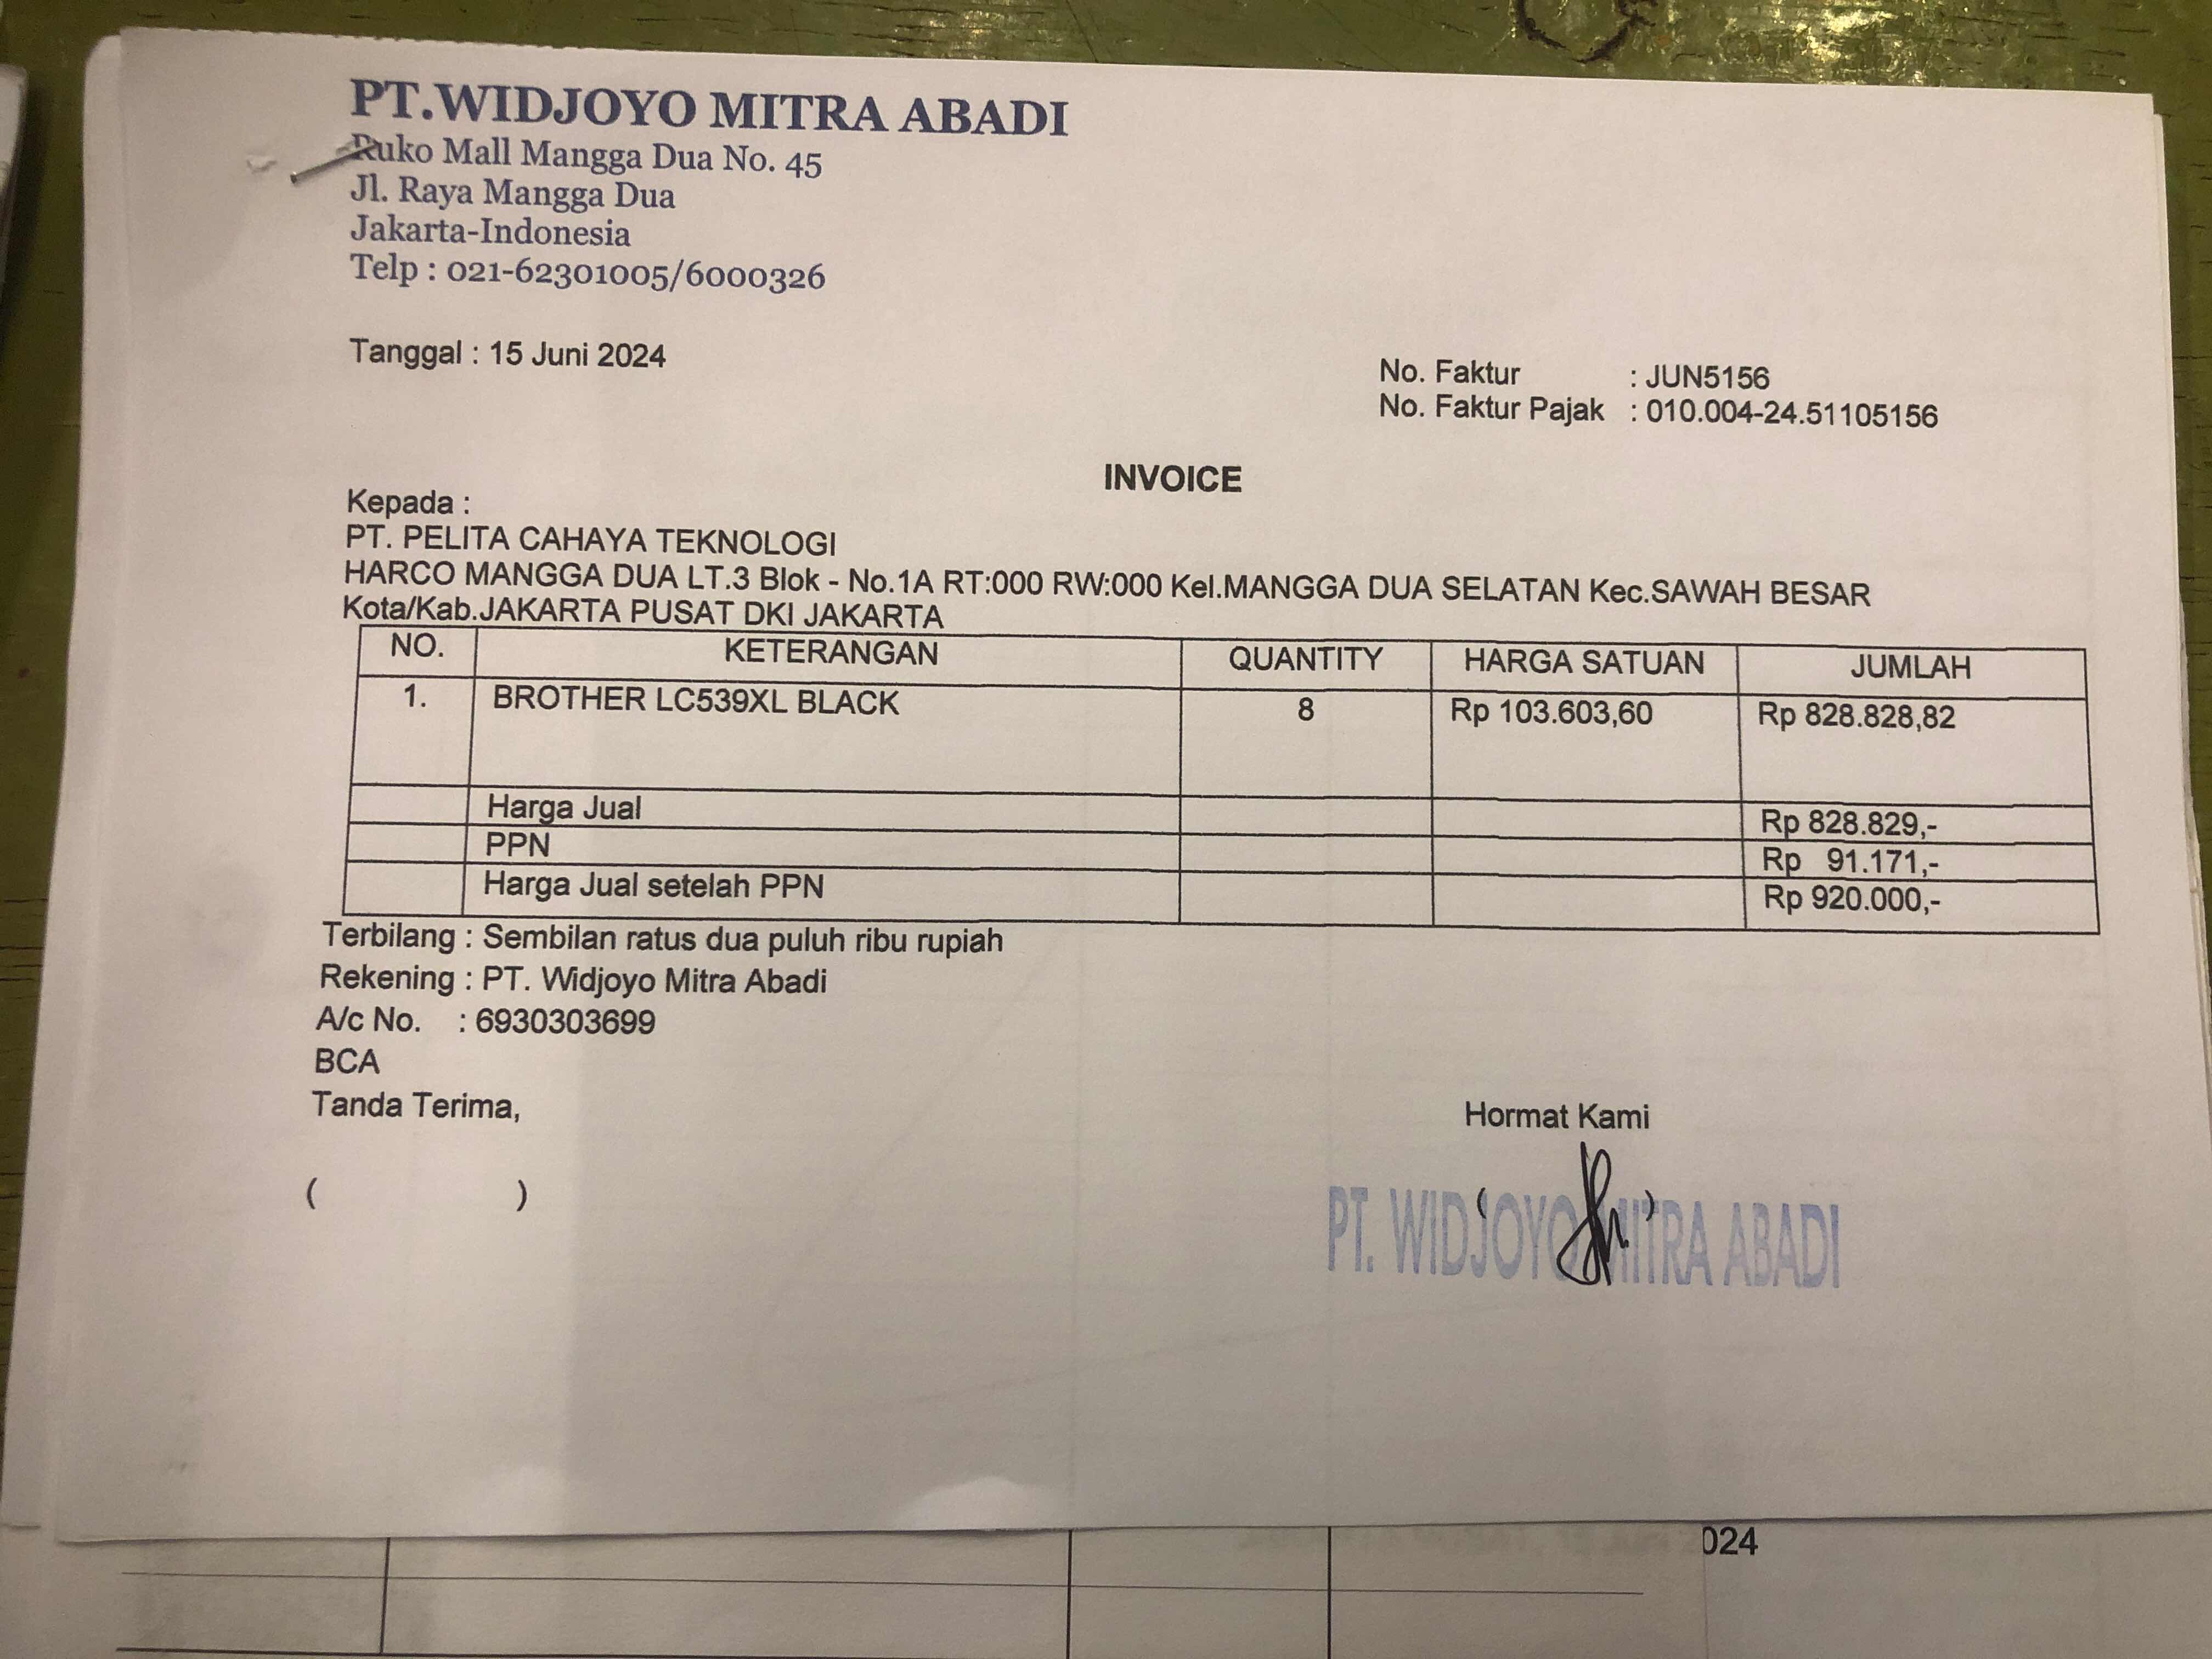 PT.WIDJOYO MITRA ABADI
Ruko Mall Mangga Dua No. 45
Jl. Raya Mangga Dua
Jakarta-Indonesia
Telp : 021-62301005/6000326
Tanggal : 15 Juni 2024
No. Faktur : JUN5156
No. Faktur Pajak : 010.004-24.51105156
INVOICE
Kepada :
PT. PELITA CAHAYA TEKNOLOGI
HARCO MANGGA DUA LT.3 Blok - No.1A RT:000 RW:000 Kel.MANGGA DUA SELATAN Kec.SAWAH BESAR
Kota/Kab.JAKARTA PUSAT DKI JAKARTA
NO. KETERANGAN QUANTITY HARGA SATUAN JUMLAH
1. BROTHER LC539XL BLACK 8 Rp 103.603,60 Rp 828.828,82
Harga Jual Rp 828.829,-
PPN Rp 91.171,-
Harga Jual setelah PPN Rp 920.000,-
Terbilang : Sembilan ratus dua puluh ribu rupiah
Rekening : PT. Widjoyo Mitra Abadi
A/c No. : 6930303699
BCA
Tanda Terima,
Hormat Kami
( )
( )
PT. WIDJOYO MITRA ABADI
024